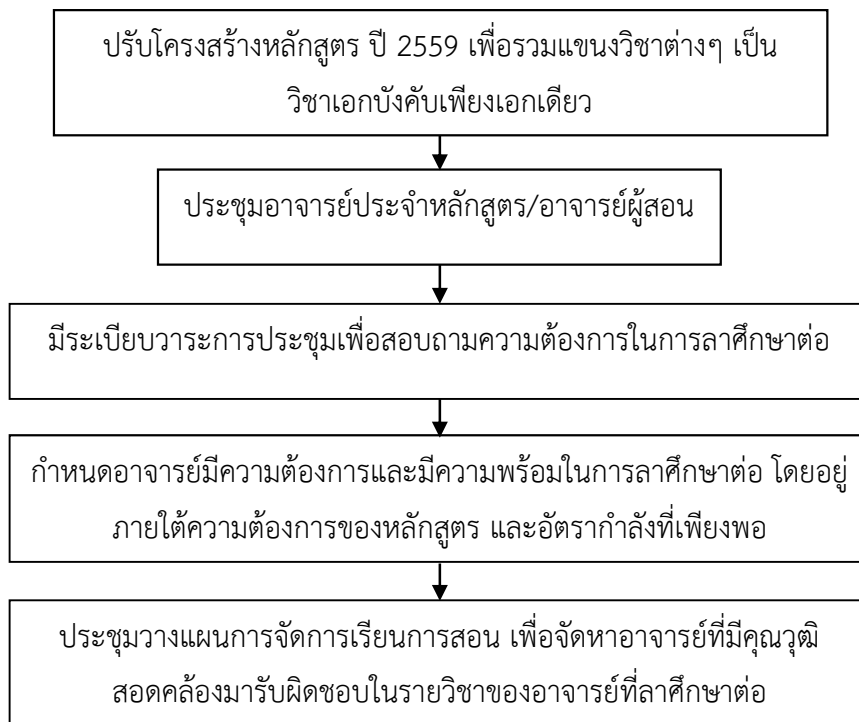 ปรับโครงสร้างหลักสูตร ปี 2559 เพื่อรวมแขนงวิชาต่างๆ เป็น
วิชาเอกบังคับเพียงเอกเดียว
ประชุมอาจารย์ประจำหลักสูตร/อาจารย์ผู้สอน
มีระเบียบวาระการประชุมเพื่อสอบถามความต้องการในการลาศึกษาต่อ
กำหนดอาจารย์มีความต้องการและมีความพร้อมในการลาศึกษาต่อ โดยอยู่
ภายใต้ความต้องการของหลักสูตร และอัตรากำลังที่เพียงพอ
ประชุมวางแผนการจัดการเรียนการสอน เพื่อจัดหาอาจารย์ที่มีคุณวุฒิ
สอดคล้องมารับผิดชอบในรายวิชาของอาจารย์ที่ลาศึกษาต่อ